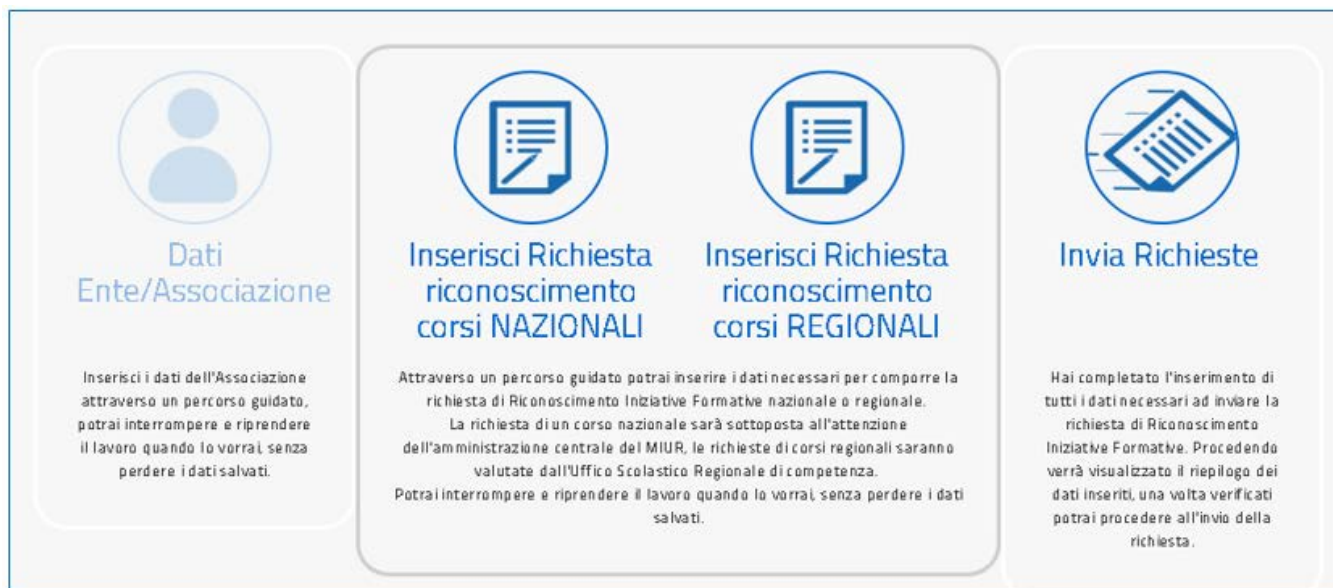 Dati
Ente/Associazione
Inserisci i dati dell'Associazione
attraverso un percorso guidato,
potrai interrompere e riprendere
il lavoro quando lo vorrai, senza
perdere i dati salvati.
Inserisci Richiesta
riconoscimento
corsi NAZIONALI
Inserisci Richiesta
riconoscimento
corsi REGIONALI
Attraverso un percorso guidato potrai inserire i dati necessari per comporre la
richiesta di Riconoscimento Iniziative Formative nazionale o regionale.
La richiesta di un corso nazionale sarà sottoposta all'attenzione
dell'amministrazione centrale del MIUR, le richieste di corsi regionali saranno
valutate dall'Uffico Scolastico Regionale di competenza.
Potrai interrompere e riprendere il lavoro quando lo vorrai, senza perdere i dati
salvati.
Invia Richieste
Hai completato l'inserimento di
tutti i dati necessari ad inviare la
richiesta di Riconoscimento
Iniziative Formative. Procedendo
verrà visualizzato il riepilogo dei
dati inseriti, una volta verificati
potrai procedere all'invio della
richiesta.